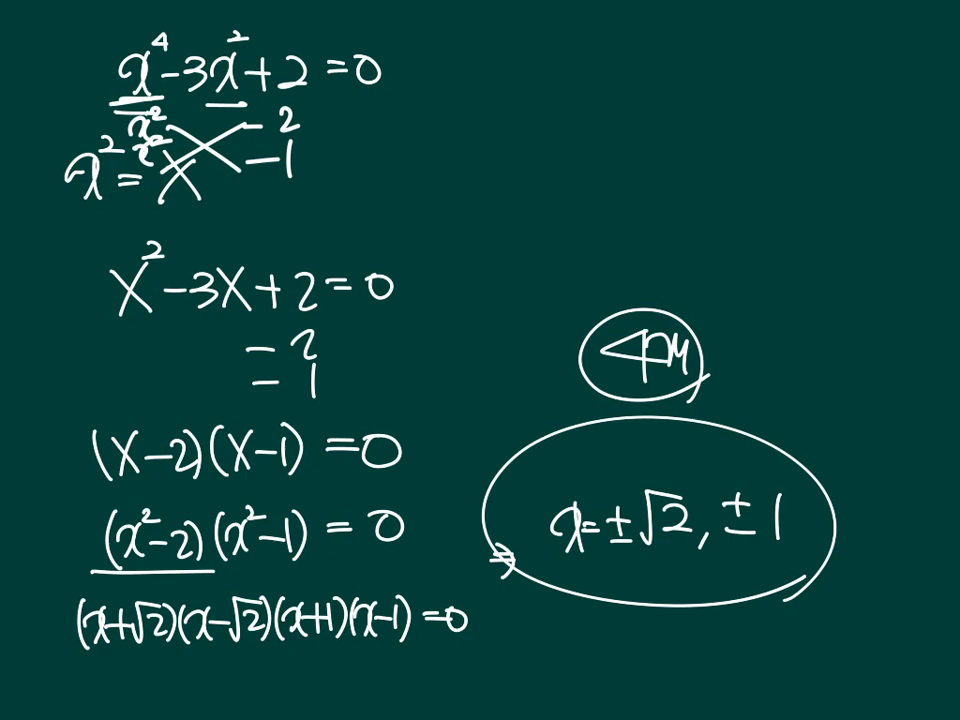 x⁴-3x²+2=0
x² -2
x² -1
x²=X
X²-3X+2=0
-2
-1
(X-2)(X-1)=0
(x²-2)(x²-1)=0
(x+√2)(x-√2)(x+1)(x-1)=0
x=±√2, ±1